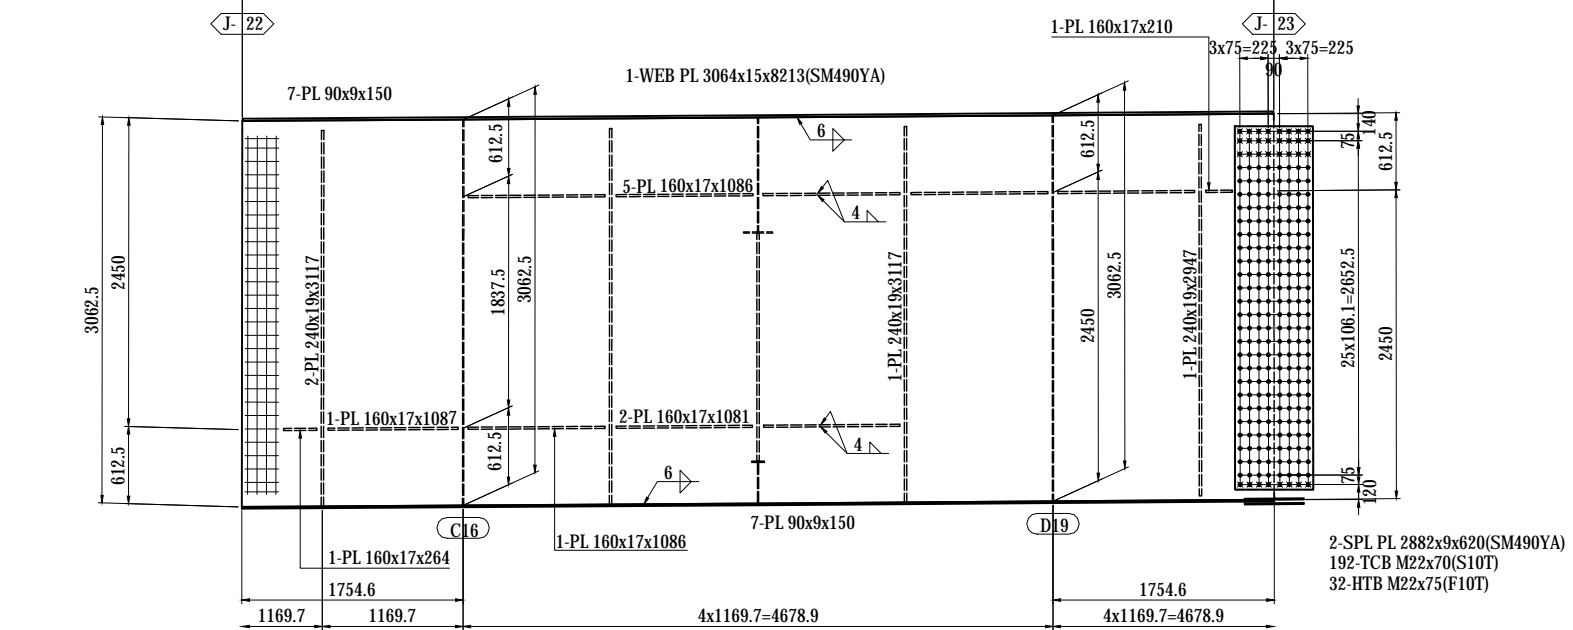 J- 22
J- 23
1-PL 160x17x210
3x75=225
3x75=225
90
1-WEB PL 3064x15x8213(SM490YA)
7-PL 90x9x150
6
612.5
612.5
140
75
612.5
5-PL 160x17x1086
4
2450
3062.5
2-PL 240x19x3117
1837.5
3062.5
1-PL 240x19x3117
2450
3062.5
1-PL 240x19x2947
25x106.1=2652.5
2450
1-PL 160x17x1087
2-PL 160x17x1081
4
612.5
612.5
6
75
120
7-PL 90x9x150
C16
D19
1-PL 160x17x264
1-PL 160x17x1086
2-SPL PL 2882x9x620(SM490YA)
192-TCB M22x70(S10T)
32-HTB M22x75(F10T)
1754.6
1754.6
1169.7
1169.7
4x1169.7=4678.9
4x1169.7=4678.9